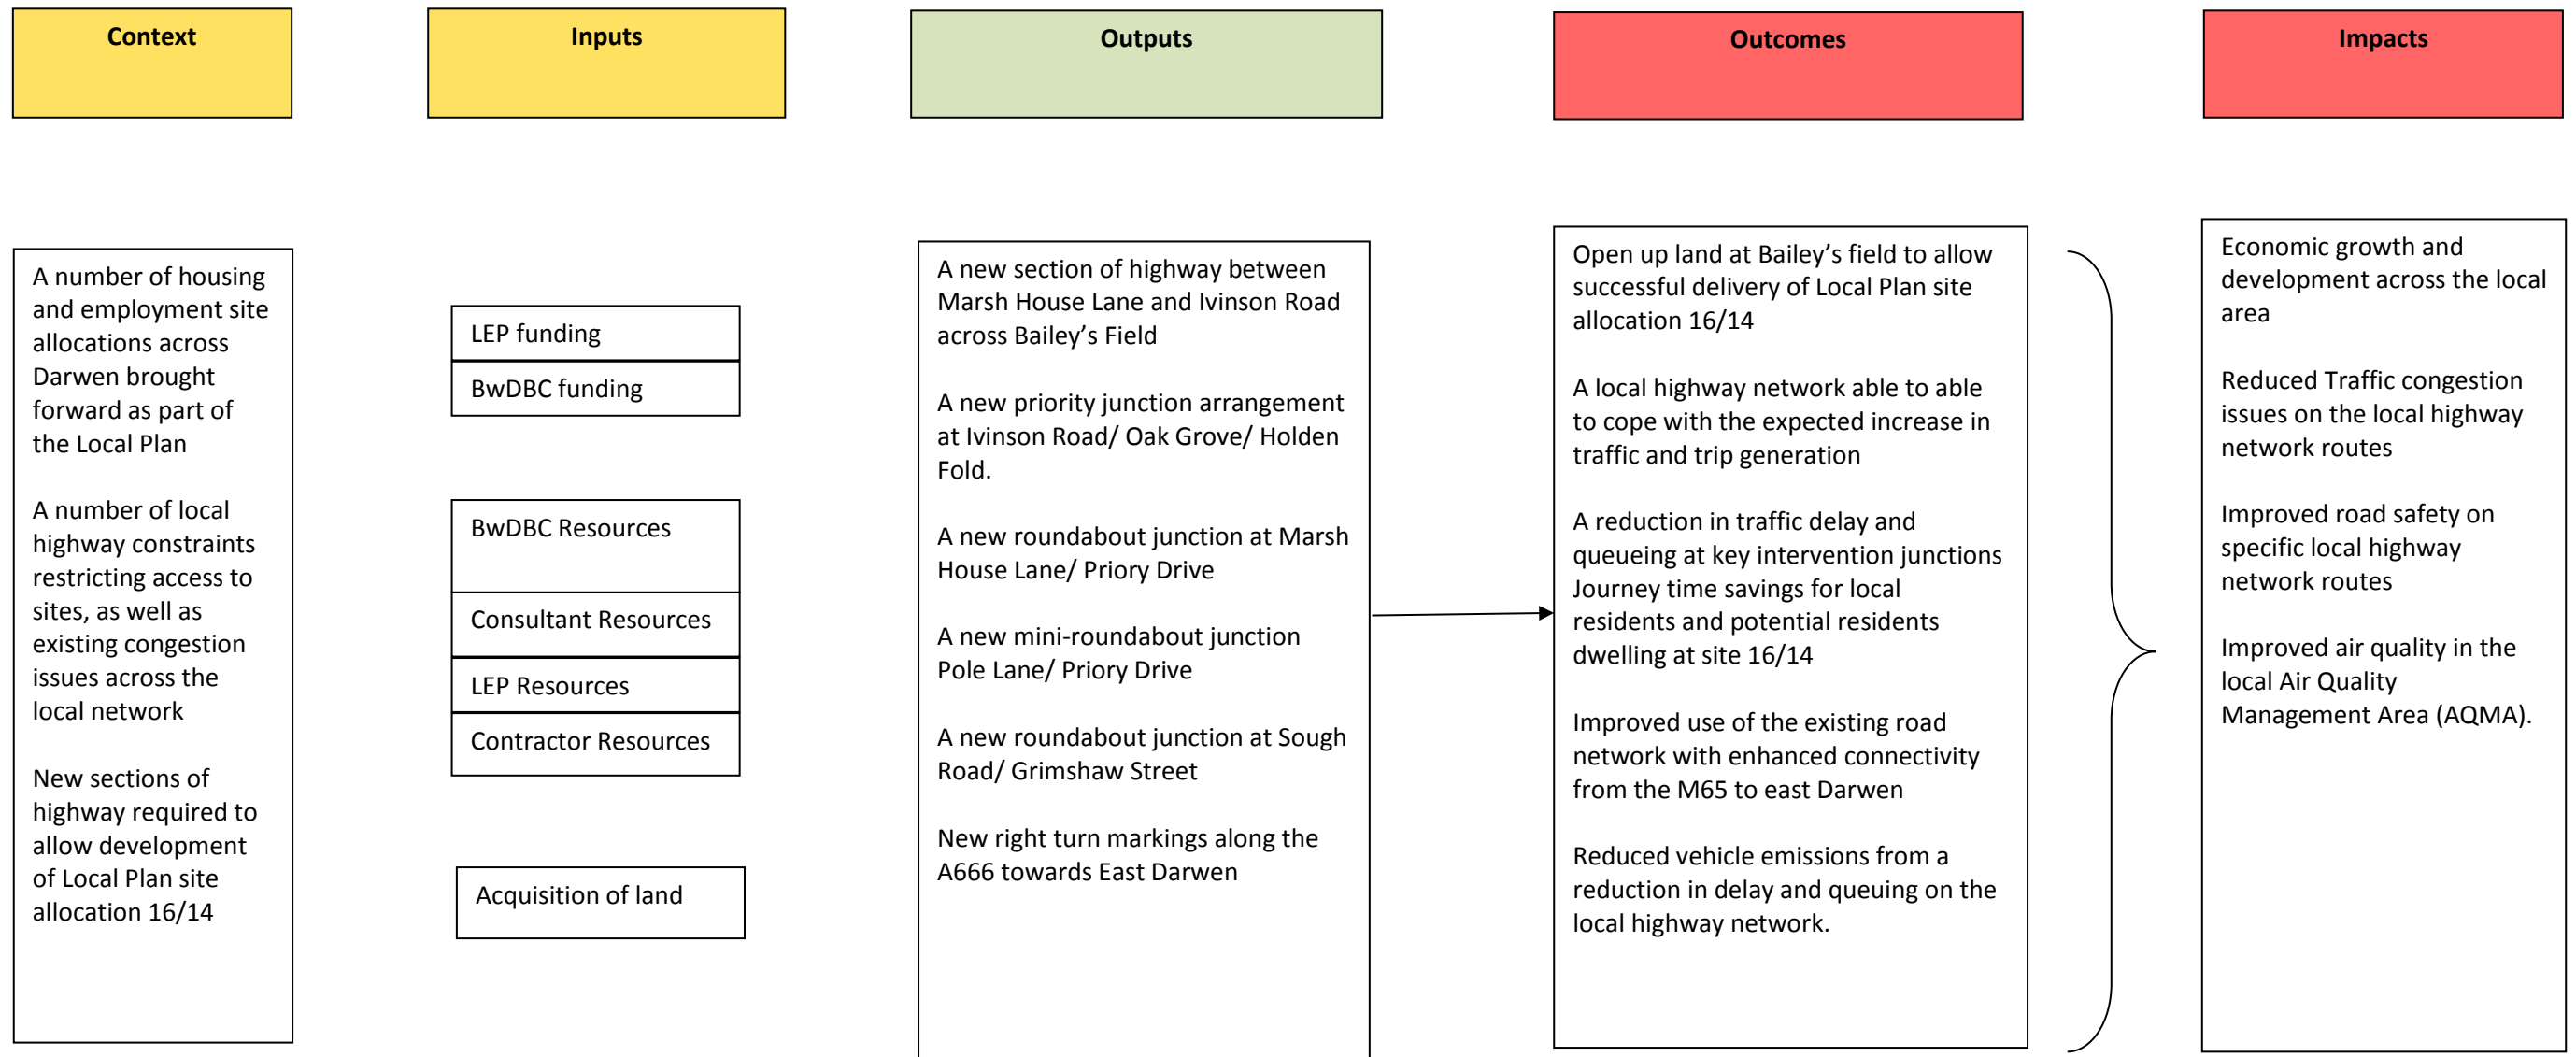 Context
Inputs
Outputs
Outcomes
Impacts
A number of housing
and employment site
allocations across
Darwen brought
forward as part of
the Local Plan
A number of local
highway constraints
restricting access to
sites, as well as
existing congestion
issues across the
local network
New sections of
highway required to
allow development
of Local Plan site
allocation 16/14
LEP funding
BwDBC funding
BwDBC Resources
Consultant Resources
LEP Resources
Contractor Resources
Acquisition of land
A new section of highway between
Marsh House Lane and Ivinson Road
across Bailey’s Field
A new priority junction arrangement
at Ivinson Road/ Oak Grove/ Holden
Fold.
A new roundabout junction at Marsh
House Lane/ Priory Drive
A new mini-roundabout junction
Pole Lane/ Priory Drive
A new roundabout junction at Sough
Road/ Grimshaw Street
New right turn markings along the
A666 towards East Darwen
Open up land at Bailey’s field to allow
successful delivery of Local Plan site
allocation 16/14
A local highway network able to able
to cope with the expected increase in
traffic and trip generation
A reduction in traffic delay and
queueing at key intervention junctions
Journey time savings for local
residents and potential residents
dwelling at site 16/14
Improved use of the existing road
network with enhanced connectivity
from the M65 to east Darwen
Reduced vehicle emissions from a
reduction in delay and queuing on the
local highway network.
Economic growth and
development across the local
area
Reduced Traffic congestion
issues on the local highway
network routes
Improved road safety on
specific local highway
network routes
Improved air quality in the
local Air Quality
Management Area (AQMA).